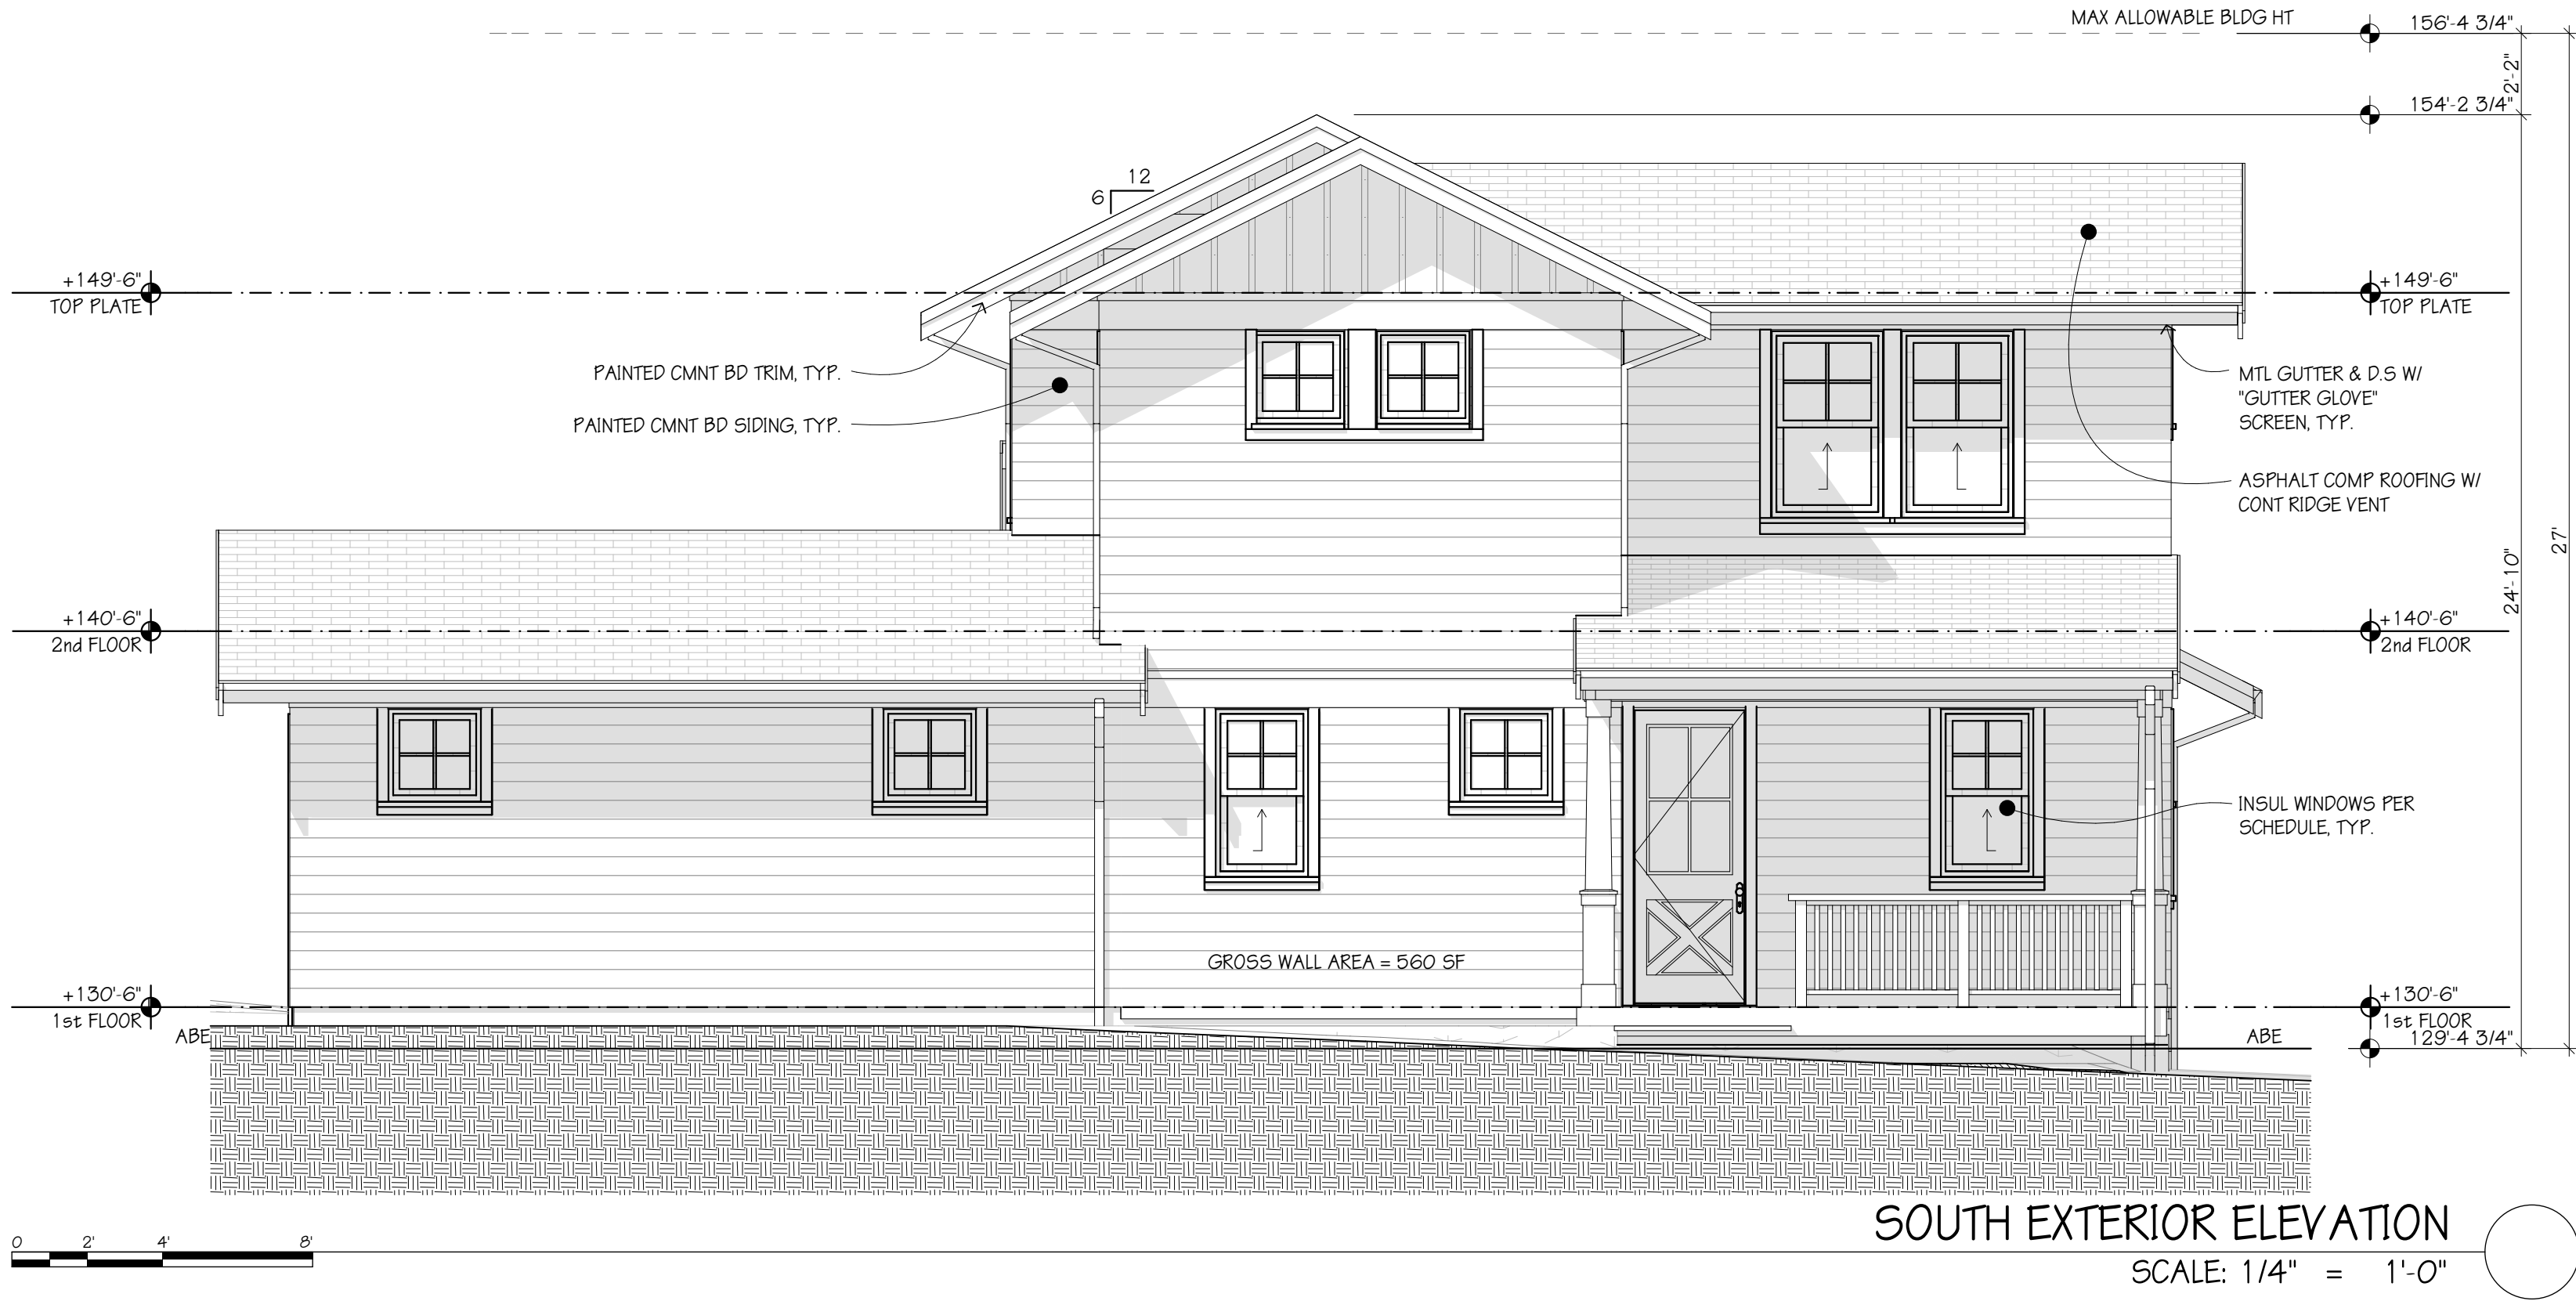 MAX ALLOWABLE BLDG HT
156'-4 3/4"
2'-2"
154'-2 3/4"
12
6
+149'-6"
TOP PLATE
+149'-6"
TOP PLATE
PAINTED CMNT BD TRIM, TYP.
PAINTED CMNT BD SIDING, TYP.
MTL GUTTER & D.S W/
"GUTTER GLOVE"
SCREEN, TYP.
ASPHALT COMP ROOFING W/
CONT RIDGE VENT
27'
24'-10"
+140'-6"
2nd FLOOR
+140'-6"
2nd FLOOR
INSUL WINDOWS PER
SCHEDULE, TYP.
GROSS WALL AREA = 560 SF
+130'-6"
1st FLOOR
+130'-6"
1st FLOOR
ABE
ABE
129'-4 3/4"
SOUTH EXTERIOR ELEVATION
0 2' 4' 8'
SCALE: 1/4" = 1'-0"